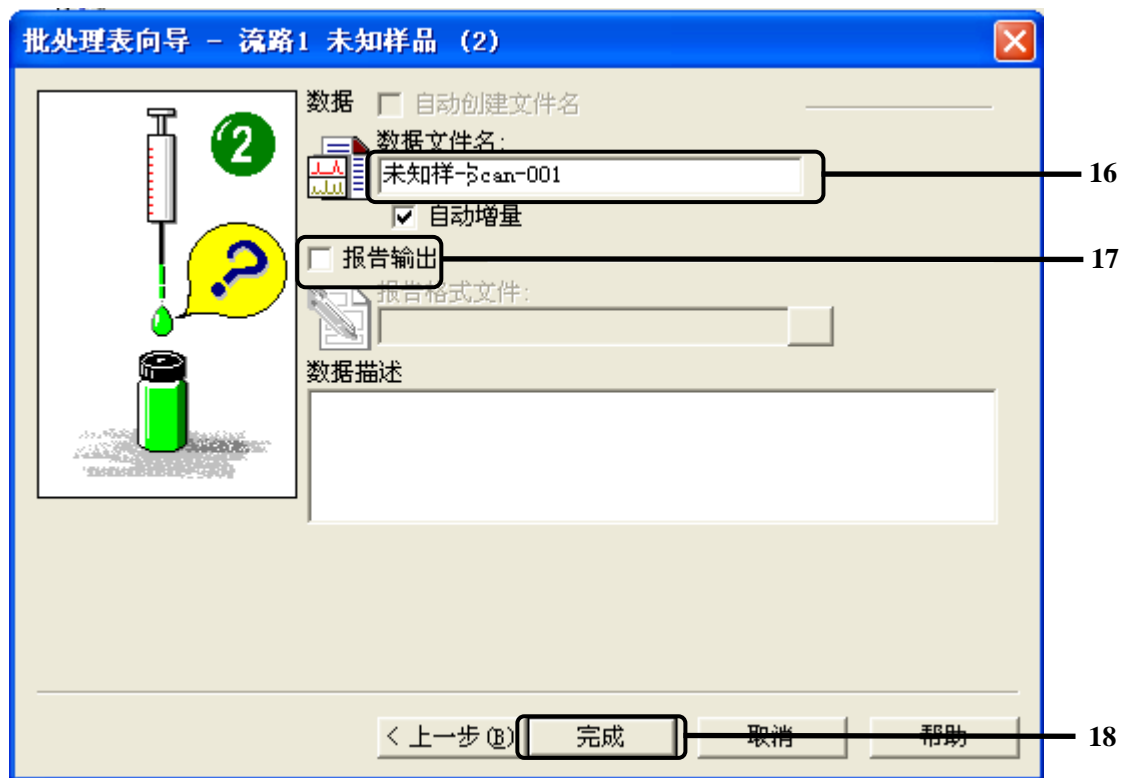 批处理表向导 - 流路1 未知样品 (2)
数据 自动创建文件名
数据文件名:
未知样-Scan-001
16
自动增量
报告输出
17
报告格式文件:
数据描述
< 上一步(B) 完成 取消 帮助
18